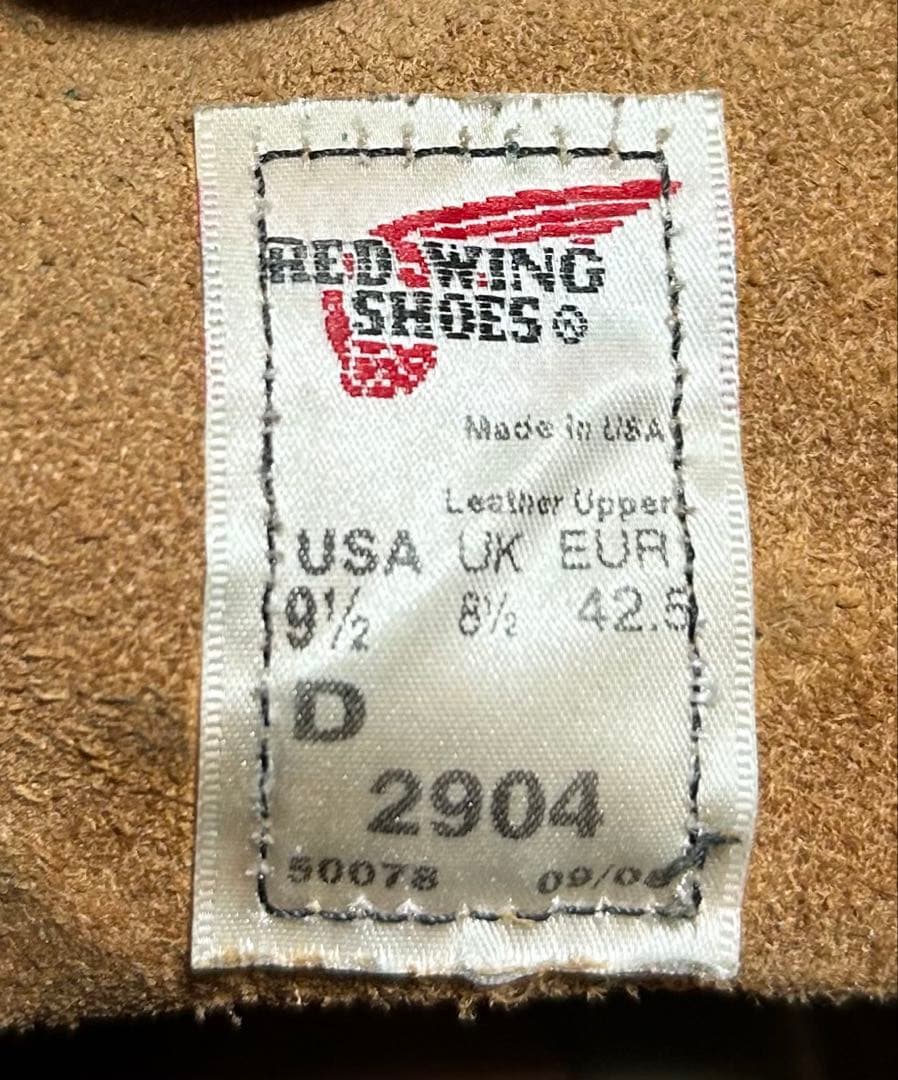 RED WING
SHOES®
Made in USA
Leather Upper
USA UK EUR
9½ 8½ 42.5
D
2904
50078